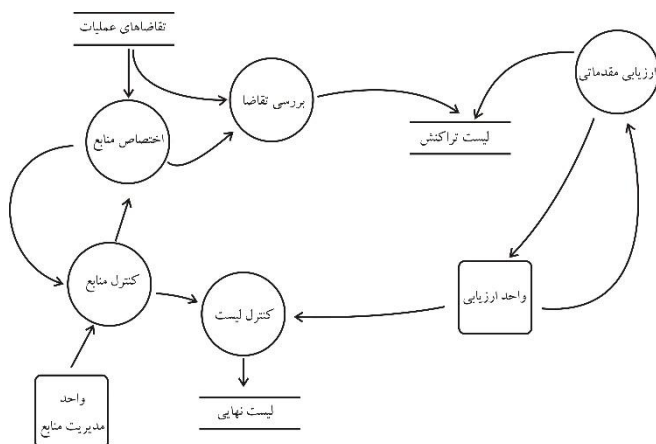 تقاضاهای عملیات
ارزیابی مقدماتی
بررسی تقاضا
اختصاص منابع
لیست تراکنش
کنترل منابع
واحد ارزیابی
کنترل لیست
واحد
مدیریت منابع
لیست نهایی